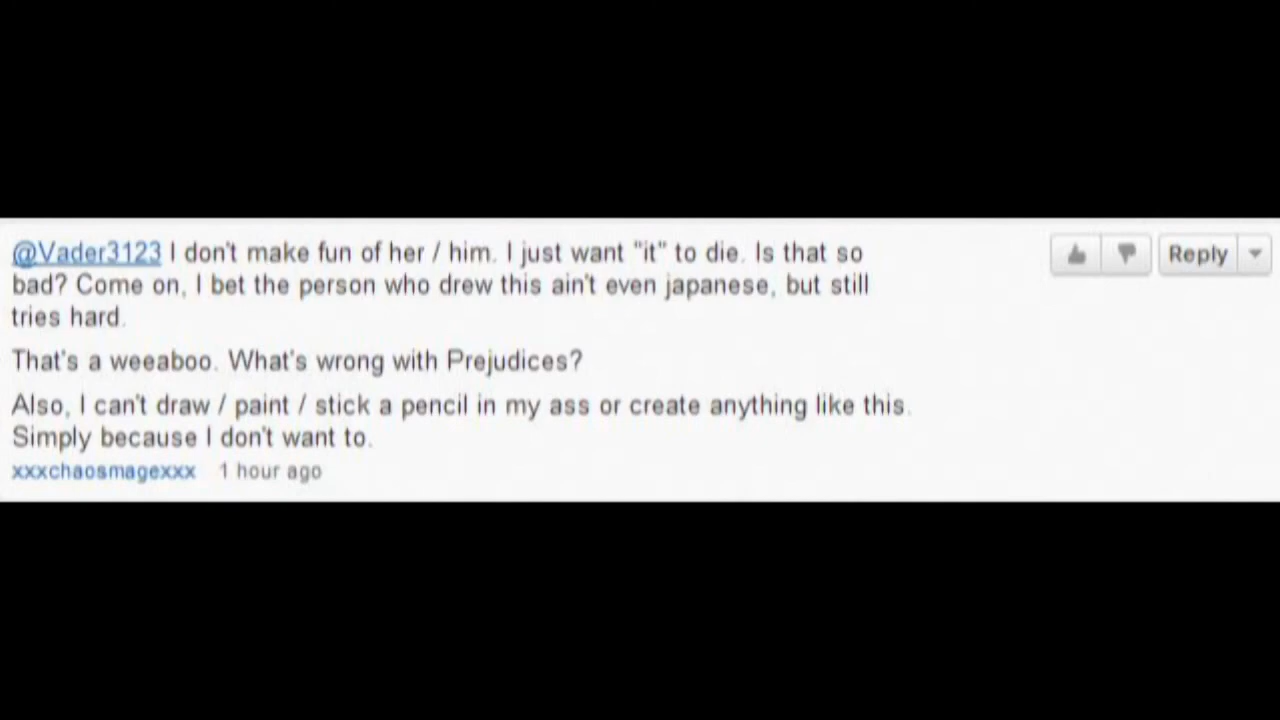 @Vader3123 I don't make fun of her / him. I just want "it" to die. Is that so
bad? Come on, I bet the person who drew this ain't even japanese, but still
tries hard.
That's a weeaboo. What's wrong with Prejudices?
Also, I can't draw / paint / stick a pencil in my ass or create anything like this.
Simply because I don't want to.
xxxchaosmagexxx 1 hour ago
Reply